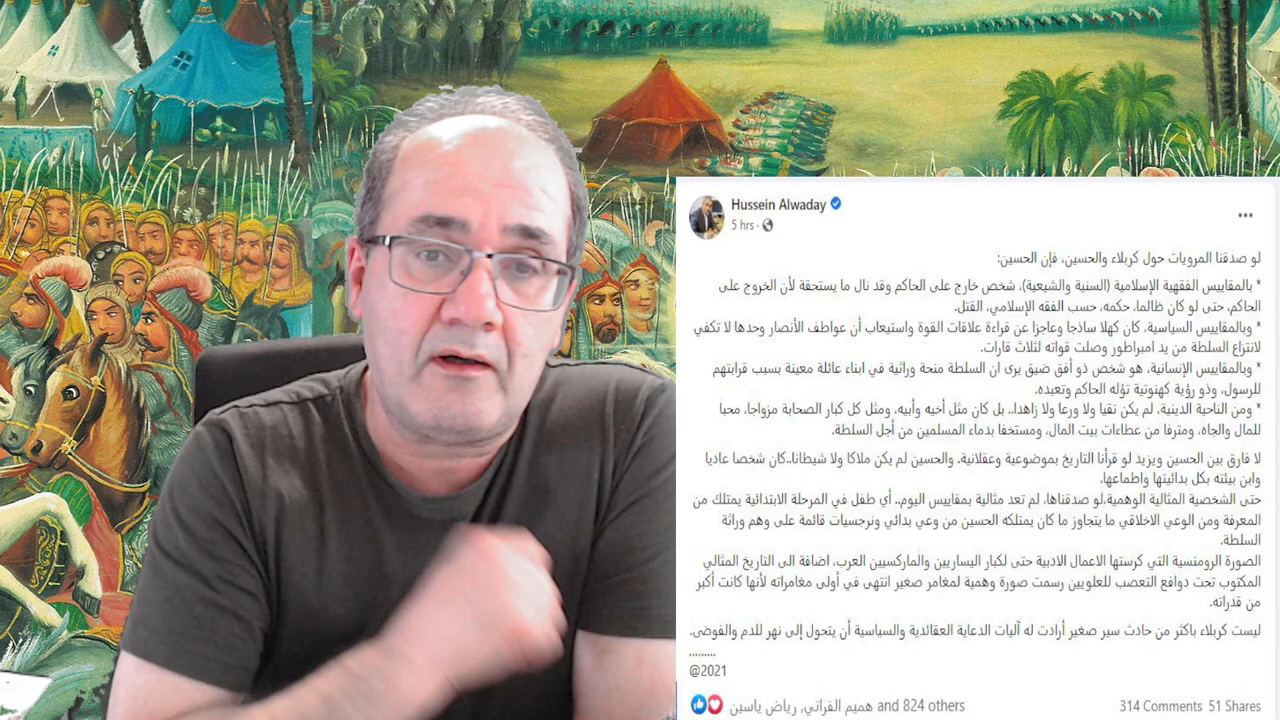 Hussein Alwaday
5 hrs ·
لو صدقنا المرويات حول كربلاء والحسين، فإن الحسين:
* بالمقاييس الفقهية الإسلامية (السنية والشيعية)، شخص خارج على الحاكم وقد نال ما يستحقة لأن الخروج على
الحاكم، حتى لو كان ظالما، حكمه، حسب الفقه الإسلامي، القتل.
* وبالمقاييس السياسية، كان كهلا ساذجا وعاجزا عن قراءة علاقات القوة واستيعاب أن عواطف الأنصار وحدها لا تكفي
لانتزاع السلطة من يد امبراطور وصلت قواته لثلاث قارات.
* وبالمقاييس الإنسانية، هو شخص ذو أفق ضيق يرى ان السلطة منحة وراثية في ابناء عائلة معينة بسبب قرابتهم
للرسول، وذو رؤية كهنوتية تؤله الحاكم وتعبده.
* ومن الناحية الدينية، لم يكن تقيا ولا ورعا ولا زاهدا.. بل كان مثل أخيه وأبيه، ومثل كل كبار الصحابة مزواجا، محبا
للمال والجاه، ومترفا من عطاءات بيت المال، ومستخفا بدماء المسلمين من أجل السلطة.
لا فارق بين الحسين ويزيد لو قرأنا التاريخ بموضوعية وعقلانية. والحسين لم يكن ملاكا ولا شيطانا..كان شخصا عاديا
وابن بيئته بكل بدائيتها واطماعها.
حتى الشخصية المثالية الوهمية،لو صدقناها، لم تعد مثالية بمقاييس اليوم.. أي طفل في المرحلة الابتدائية يمتلك من
المعرفة ومن الوعي الاخلاقي ما يتجاوز ما كان يمتلكه الحسين من وعي بدائي ونرجسيات قائمة على وهم وراثة
السلطة.
الصورة الرومنسية التي كرستها الاعمال الادبية حتى لكبار اليساريين والماركسيين العرب، اضافة الى التاريخ المثالي
المكتوب تحت دوافع التعصب للعلويين رسمت صورة وهمية لمغامر صغير انتهى في أولى مغامراته لأنها كانت أكبر
من قدراته.
ليست كربلاء باكثر من حادث سير صغير أرادت له آليات الدعاية العقائدية والسياسية أن يتحول إلى نهر للدم والفوضى.
.........
@2021
هميم القراتي, رياض ياسين and 824 others
314 Comments 51 Shares